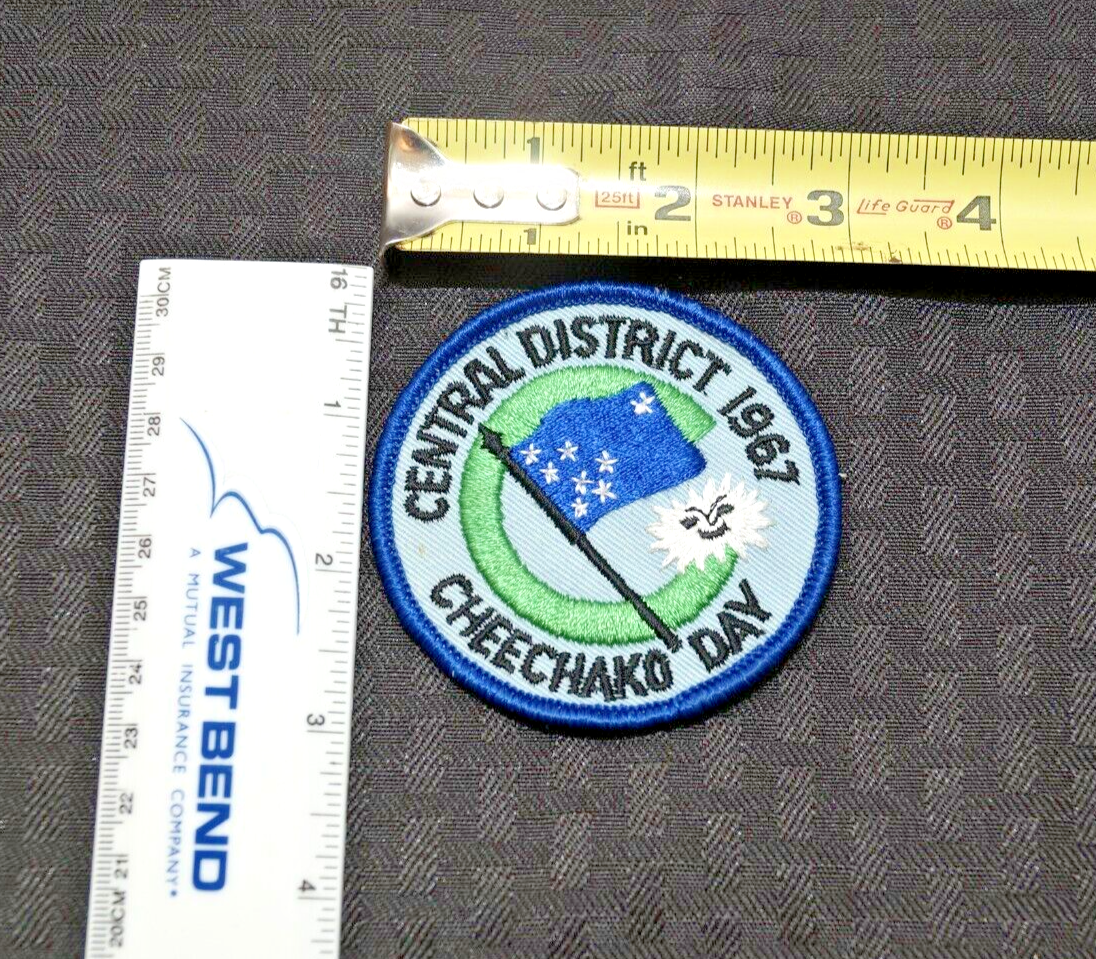 1
ft
25ft 2 STANLEY® 3 Life Guard® 4
1 in
16 TH
30CM
29
1
28
27
26
2
25
24
3
23
22
4
21
20CM
WEST BEND
A MUTUAL INSURANCE COMPANY
CENTRAL DISTRICT 1967
CHEECHAKO DAY